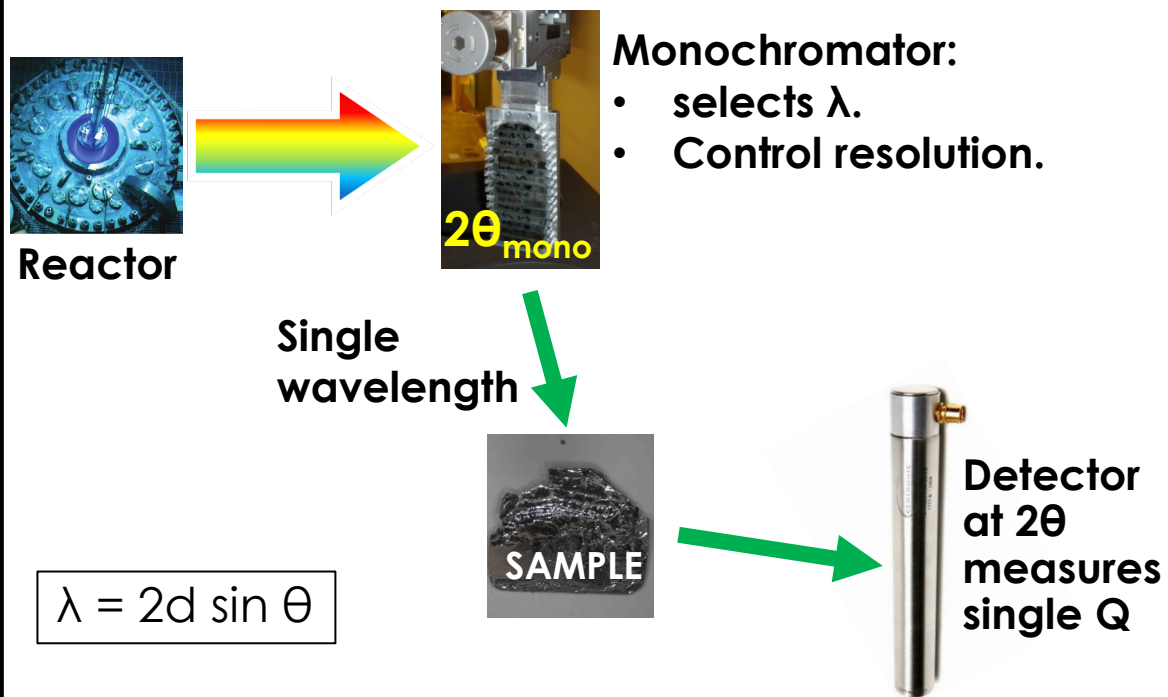 Monochromator:
• selects λ.
• Control resolution.
2θmono
Reactor
Single
wavelength
SAMPLE
Detector
at 2θ
measures
single Q
λ = 2d sin θ